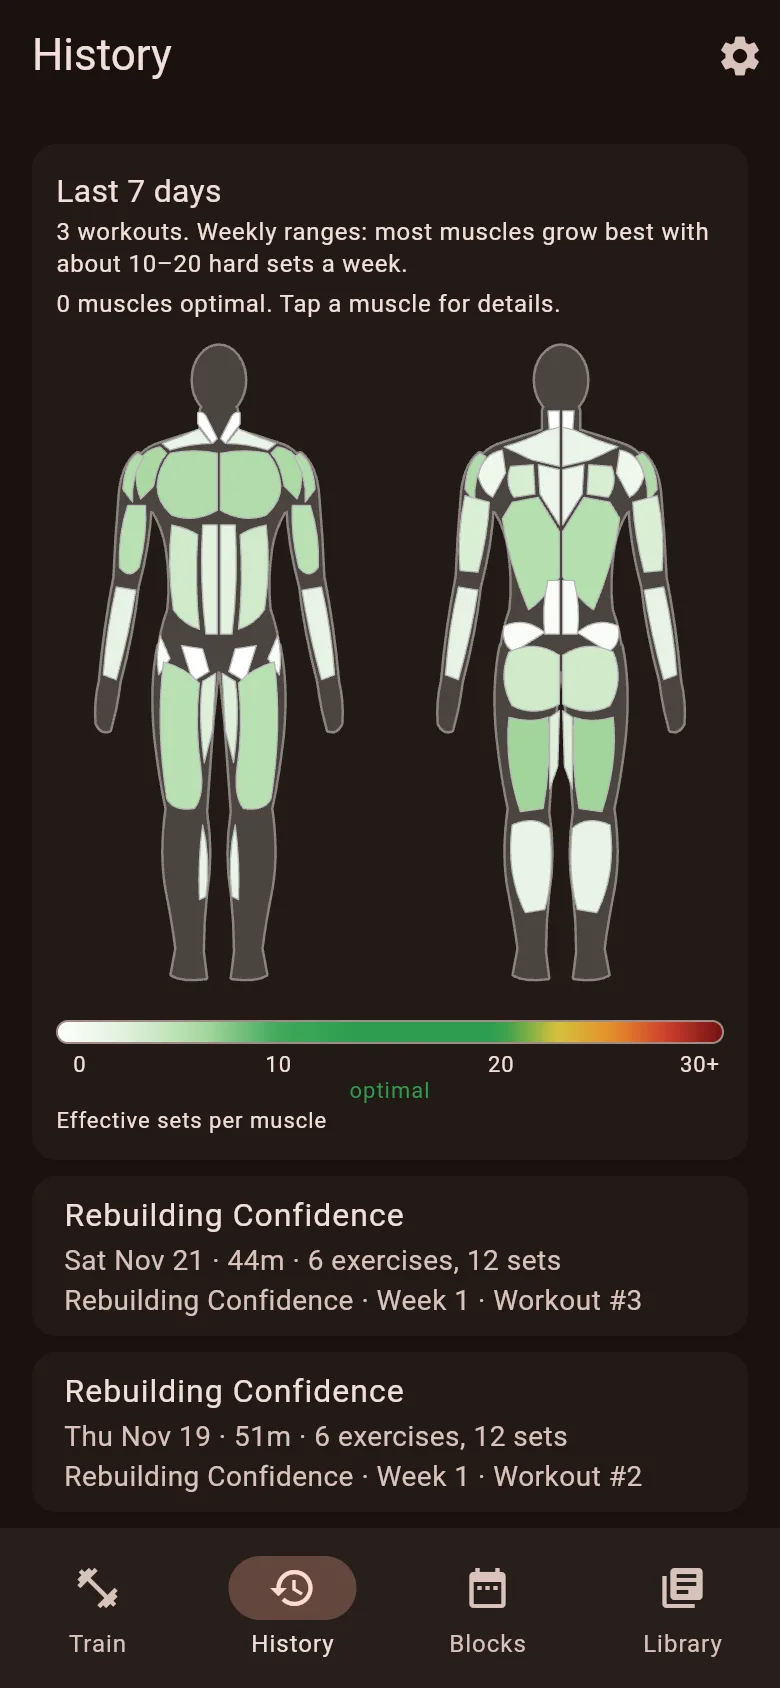 History
Last 7 days
3 workouts. Weekly ranges: most muscles grow best with
about 10–20 hard sets a week.
0 muscles optimal. Tap a muscle for details.
0 10 20 30+
optimal
Effective sets per muscle
Rebuilding Confidence
Sat Nov 21 · 44m · 6 exercises, 12 sets
Rebuilding Confidence · Week 1 · Workout #3
Rebuilding Confidence
Thu Nov 19 · 51m · 6 exercises, 12 sets
Rebuilding Confidence · Week 1 · Workout #2
Train History Blocks Library